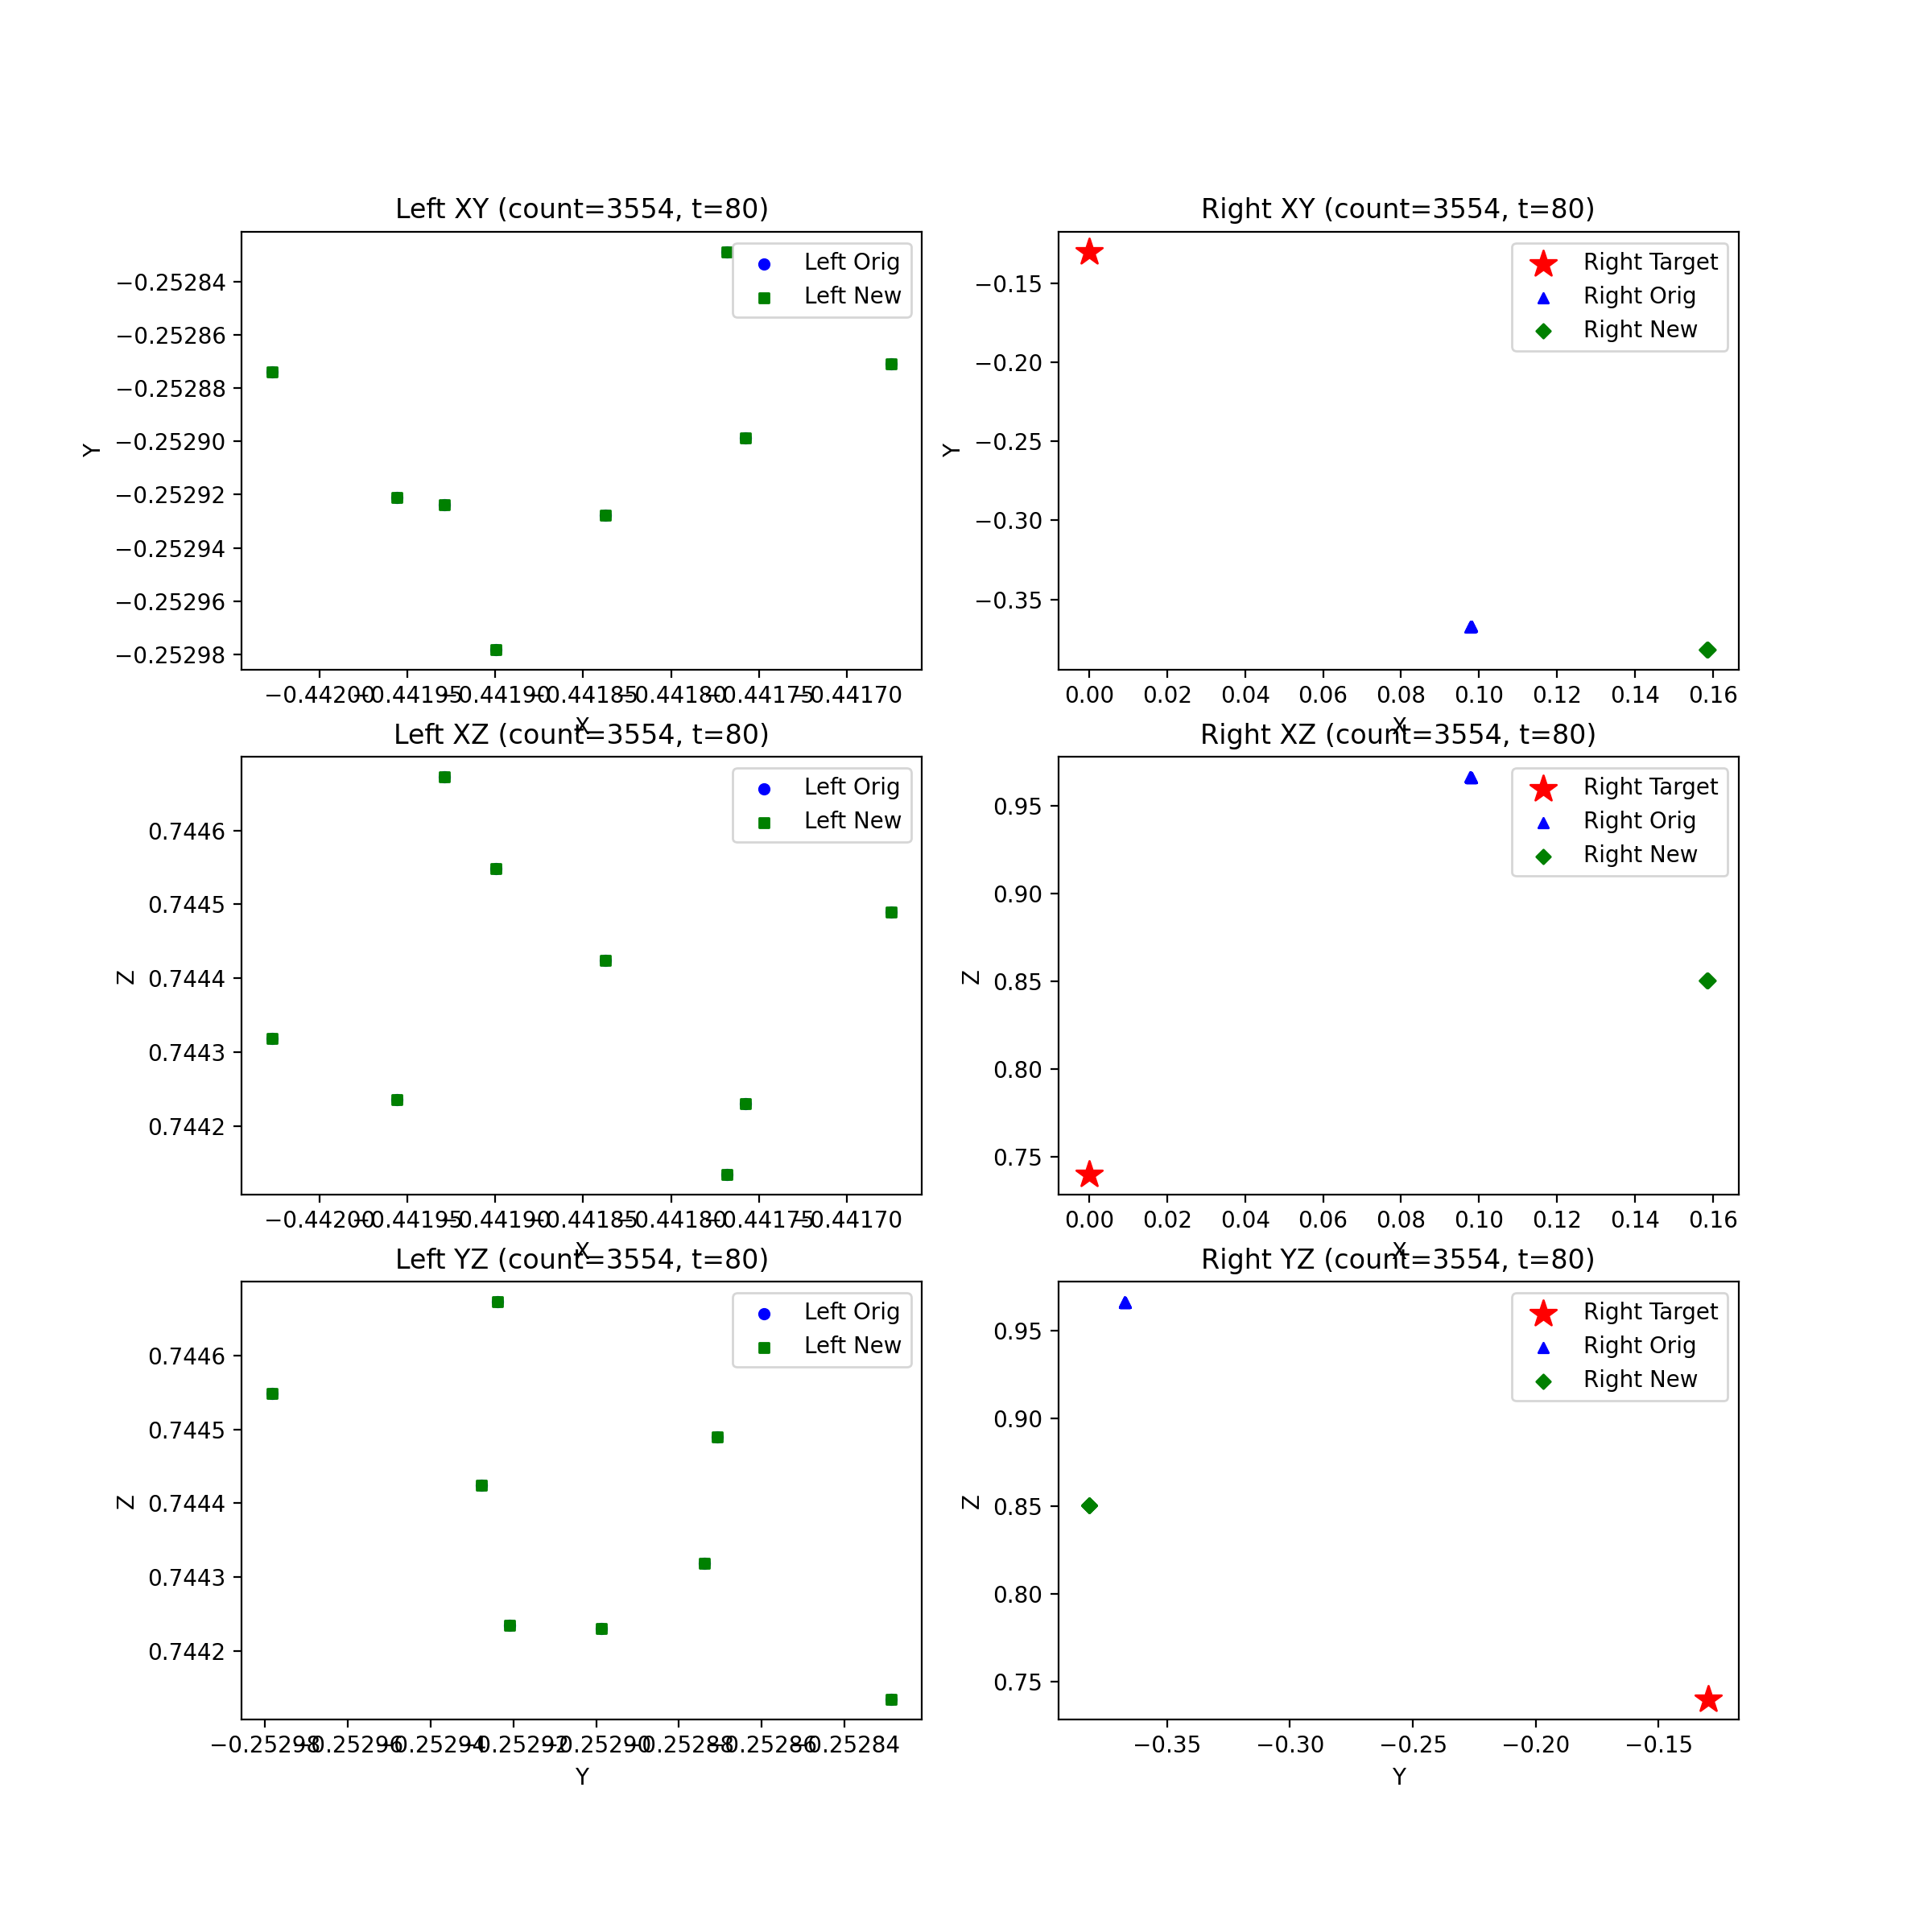 Left XY (count=3554, t=80)
Left Orig
Left New
Y
−0.25284
−0.25286
−0.25288
−0.25290
−0.25292
−0.25294
−0.25296
−0.25298
−0.44200
−0.44195
−0.44190
−0.44185
−0.44180
−0.44175
−0.44170
X
Right XY (count=3554, t=80)
Right Target
Right Orig
Right New
Y
−0.15
−0.20
−0.25
−0.30
−0.35
0.00 0.02 0.04 0.06 0.08 0.10 0.12 0.14 0.16
X
Left XZ (count=3554, t=80)
Left Orig
Left New
Z
0.7446
0.7445
0.7444
0.7443
0.7442
−0.44200
−0.44195
−0.44190
−0.44185
−0.44180
−0.44175
−0.44170
X
Right XZ (count=3554, t=80)
Right Target
Right Orig
Right New
Z
0.95
0.90
0.85
0.80
0.75
0.00 0.02 0.04 0.06 0.08 0.10 0.12 0.14 0.16
X
Left YZ (count=3554, t=80)
Left Orig
Left New
Z
0.7446
0.7445
0.7444
0.7443
0.7442
−0.25298
−0.25296
−0.25294
−0.25292
−0.25290
−0.25288
−0.25286
−0.25284
Y
Right YZ (count=3554, t=80)
Right Target
Right Orig
Right New
Z
0.95
0.90
0.85
0.80
0.75
−0.35 −0.30 −0.25 −0.20 −0.15
Y